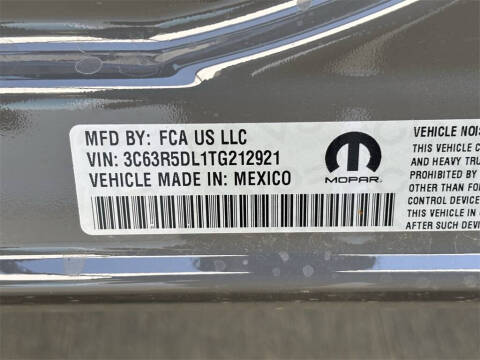 MFD BY: FCA US LLC
VIN: 3C63R5DL1TG212921
VEHICLE MADE IN: MEXICO
MOPAR
VEHICLE NOIS
THIS VEHICLE C
AND HEAVY TRU
PROHIBITED BY
OTHER THAN FO
CONTROL DEVICE
THIS VEHICLE IN
AFTER SUCH DEVI